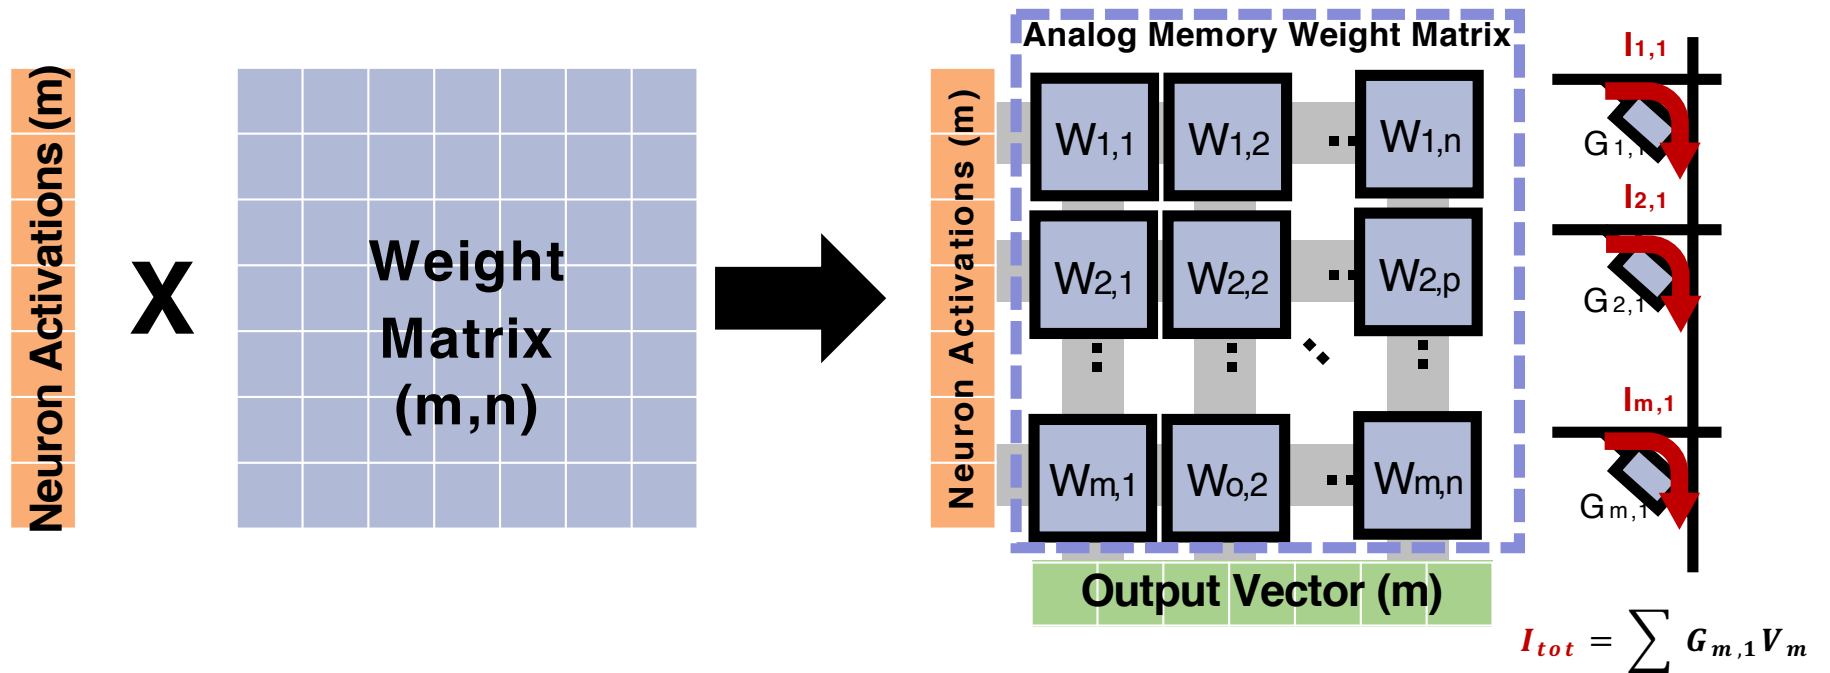 Neuron Activations (m)
X
Weight
Matrix
(m,n)
Neuron Activations (m)
Analog Memory Weight Matrix
W1,1 W1,2 W1,n
W2,1 W2,2 W2,p
Wm,1 Wo,2 Wm,n
Output Vector (m)
I1,1
G1,1
I2,1
G2,1
Im,1
Gm,1
Itot = ∑ Gm,1Vm